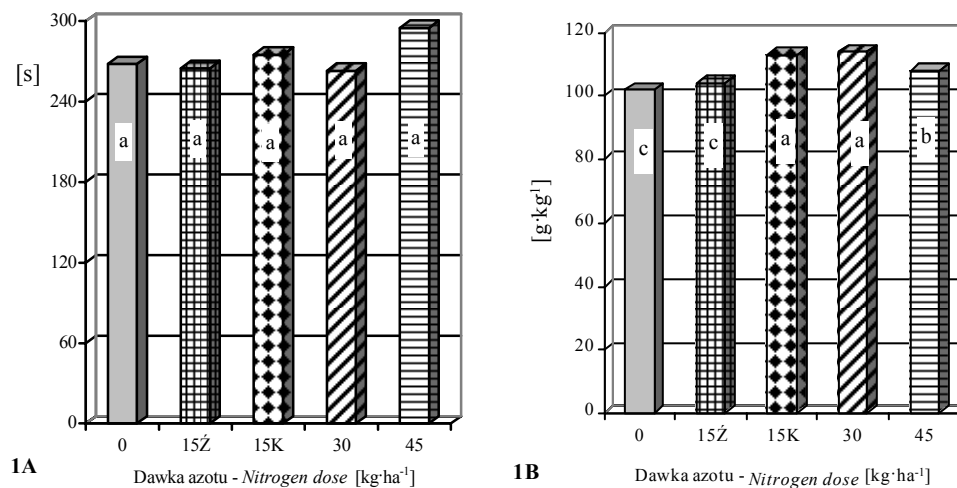 300
[s]
240
180
120
60
0
a
a
a
a
a
0
15Ź
15K
30
45
1A
Dawka azotu - Nitrogen dose [kg·ha⁻¹]
120
100
80
60
40
20
0
[g·kg¹]
c
c
a
a
b
0
15Ź
15K
30
45
1B
Dawka azotu - Nitrogen dose [kg·ha⁻¹]